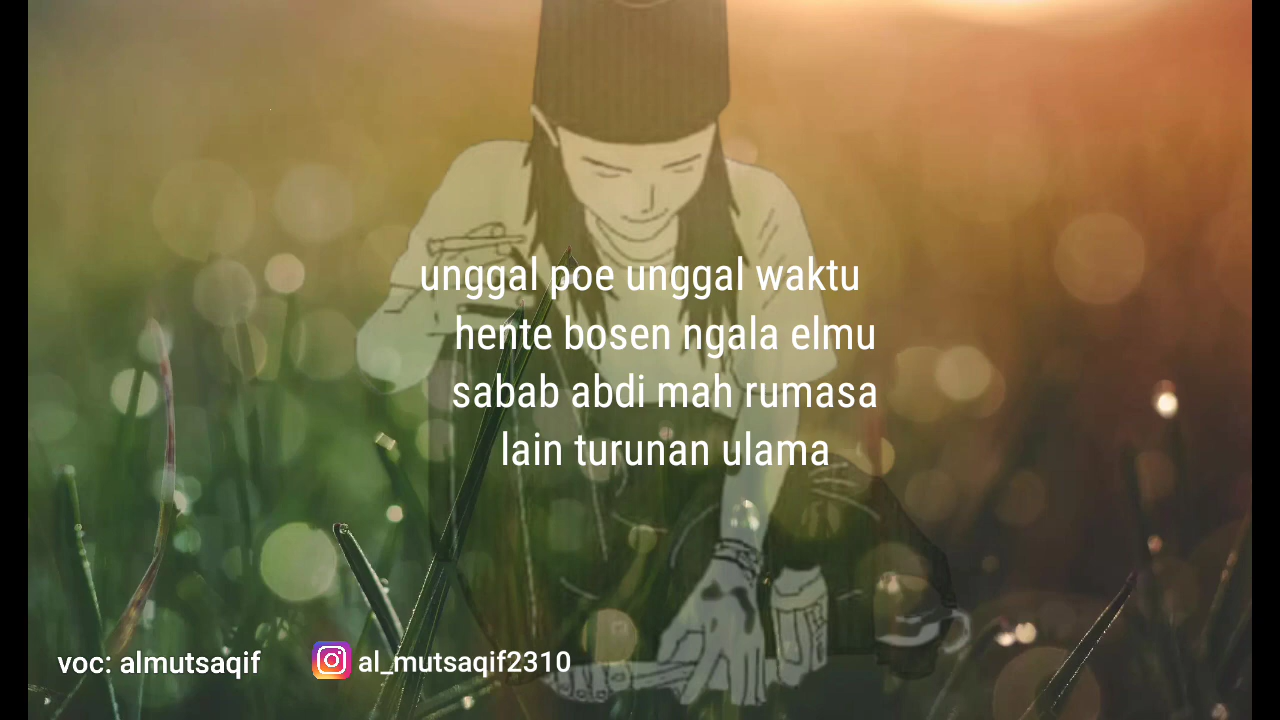 unggal poe unggal waktu
hente bosen ngala elmu
sabab abdi mah rumasa
lain turunan ulama
voc: almutsaqif
al_mutsaqif2310